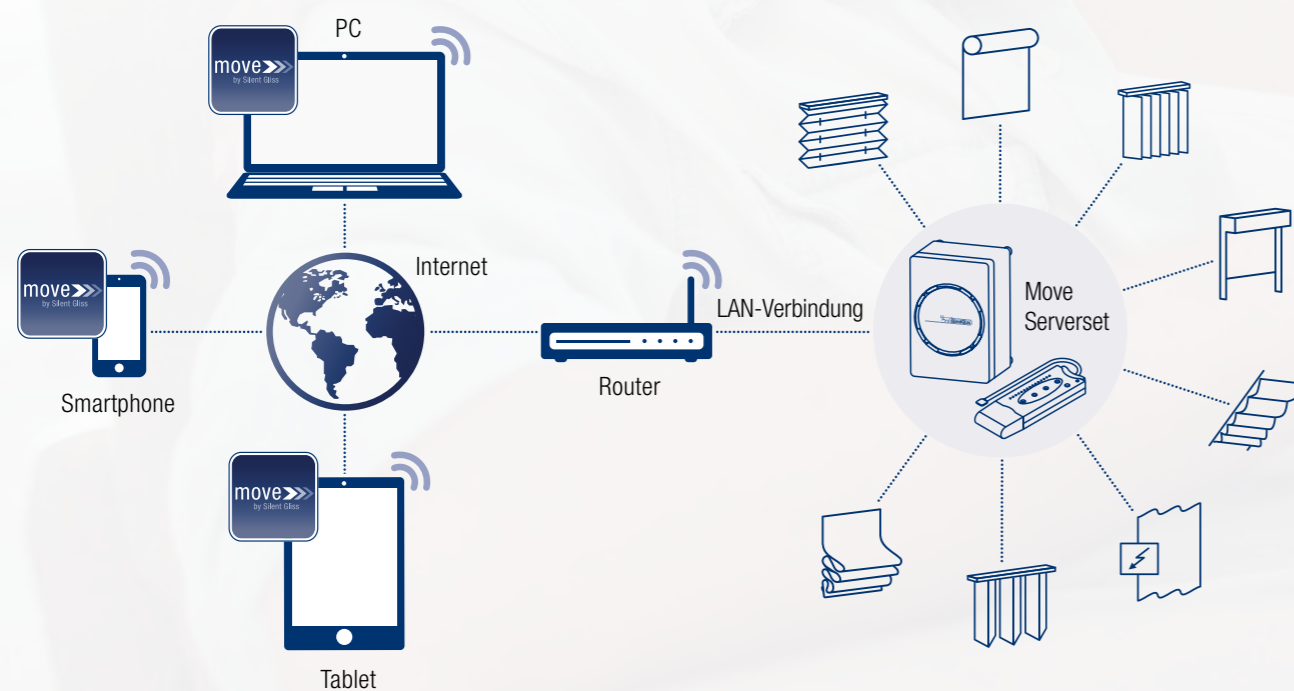 PC
move
by Silent Gliss
Internet
move
by Silent Gliss
Smartphone
LAN-Verbindung
Router
Move
Serverset
move
by Silent Gliss
Tablet